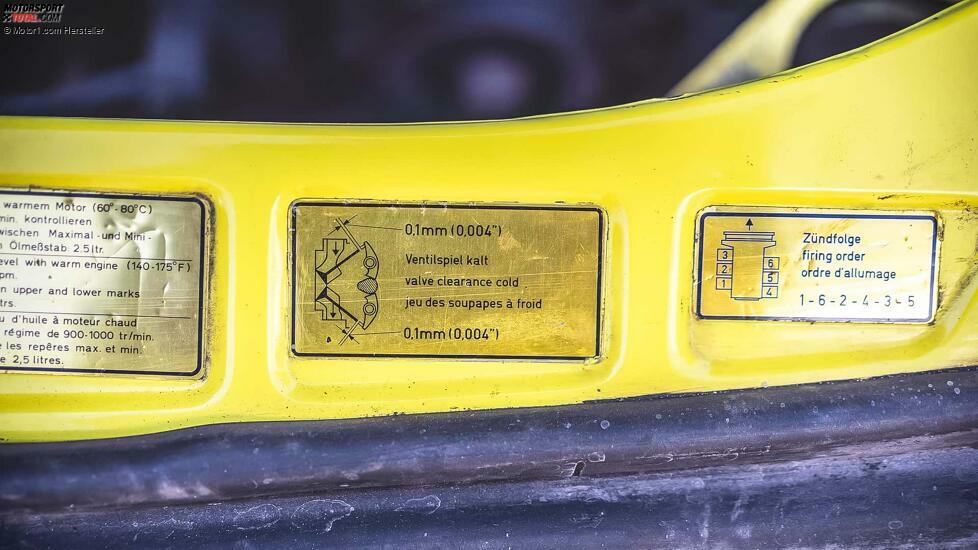 MOTORSPORT
TOTAL.COM
© Motor1.com Hersteller
warmem Motor (60°-80°C)
min. kontrollieren
wischen Maximal-und Mini-
Ölmeßstab: 2.5 ltr.
level with warm engine (140-175°F)
pm.
n upper and lower marks
trs.
u d'huile à moteur chaud
régime de 900-1000 tr/min.
e les repères max. et min.
e 2,5 litres.
0,1mm (0,004")
Ventilspiel kalt
valve clearance cold
jeu des soupapes à froid
0,1mm (0,004")
3 6
2 5
1 4
Zündfolge
firing order
ordre d'allumage
1-6-2-4-3-5